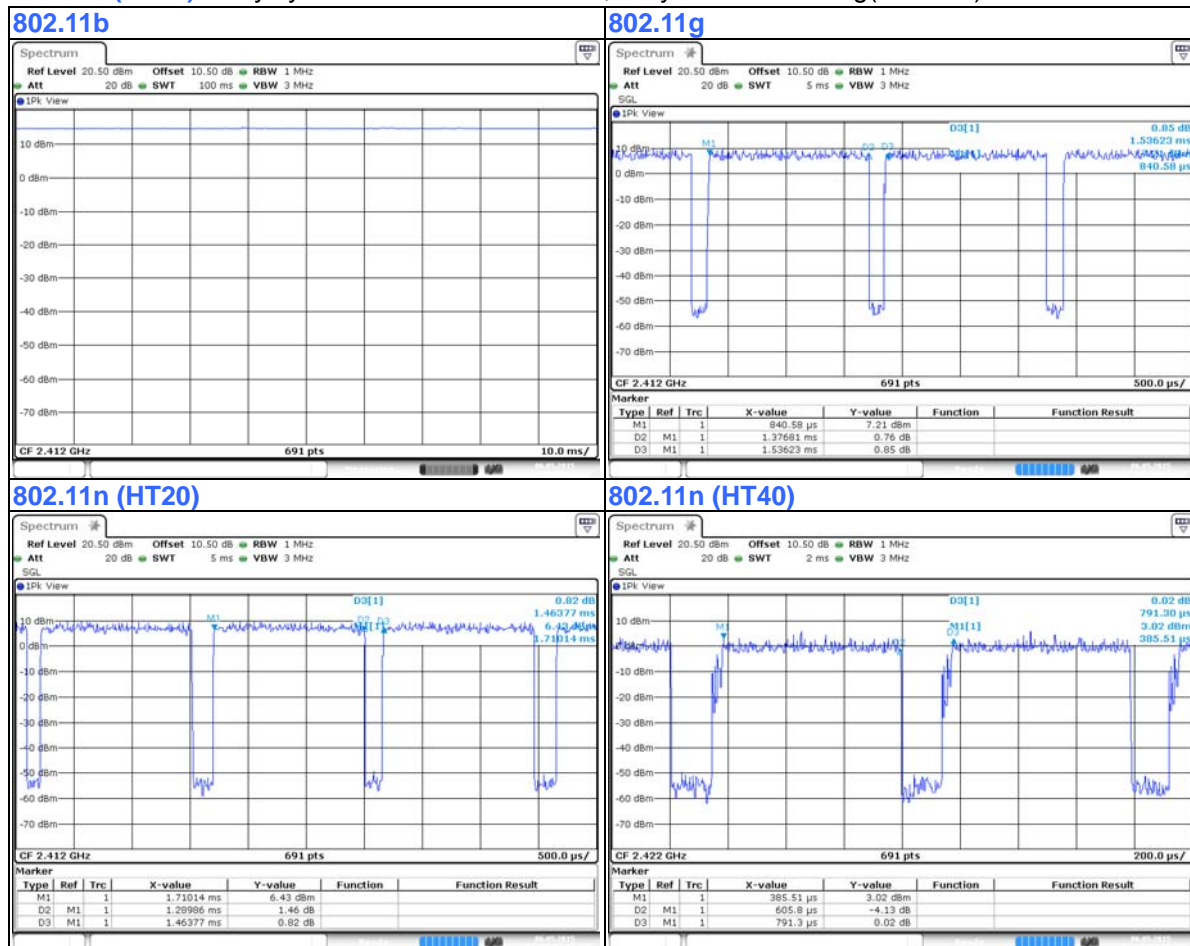 802.11b
Spectrum
Ref Level 20.50 dBm Offset 10.50 dB RBW 1 MHz
Att 20 dB SWT 100 ms VBW 3 MHz
1Pk View
10 dBm
0 dBm
-10 dBm
-20 dBm
-30 dBm
-40 dBm
-50 dBm
-60 dBm
-70 dBm
CF 2.412 GHz 691 pts 10.0 ms/
802.11g
Spectrum
Ref Level 20.50 dBm Offset 10.50 dB RBW 1 MHz
Att 20 dB SWT 5 ms VBW 3 MHz
SGL
1Pk View
D3[1] 0.85 dB
1.53623 ms
840.58 µs
M1
D2 D3
10 dBm
0 dBm
-10 dBm
-20 dBm
-30 dBm
-40 dBm
-50 dBm
-60 dBm
-70 dBm
CF 2.412 GHz 691 pts 500.0 µs/
Marker
Type Ref Trc X-value Y-value Function Function Result
M1 1 840.58 µs 7.21 dBm
D2 M1 1 1.37681 ms 0.76 dB
D3 M1 1 1.53623 ms 0.85 dB
802.11n (HT20)
Spectrum
Ref Level 20.50 dBm Offset 10.50 dB RBW 1 MHz
Att 20 dB SWT 5 ms VBW 3 MHz
SGL
1Pk View
D3[1] 0.82 dB
1.46377 ms
M1[1] 6.43 dBm
1.71014 ms
M1
D2 D3
10 dBm
0 dBm
-10 dBm
-20 dBm
-30 dBm
-40 dBm
-50 dBm
-60 dBm
-70 dBm
CF 2.412 GHz 691 pts 500.0 µs/
Marker
Type Ref Trc X-value Y-value Function Function Result
M1 1 1.71014 ms 6.43 dBm
D2 M1 1 1.28986 ms 1.46 dB
D3 M1 1 1.46377 ms 0.82 dB
802.11n (HT40)
Spectrum
Ref Level 20.50 dBm Offset 10.50 dB RBW 1 MHz
Att 20 dB SWT 2 ms VBW 3 MHz
SGL
1Pk View
D3[1] 0.02 dB
791.30 µs
M1[1] 3.02 dBm
385.51 µs
M1
D2
D3
10 dBm
-10 dBm
-20 dBm
-30 dBm
-40 dBm
-50 dBm
-60 dBm
-70 dBm
CF 2.422 GHz 691 pts 200.0 µs/
Marker
Type Ref Trc X-value Y-value Function Function Result
M1 1 385.51 µs 3.02 dBm
D2 M1 1 605.8 µs -4.13 dB
D3 M1 1 791.3 µs 0.02 dB